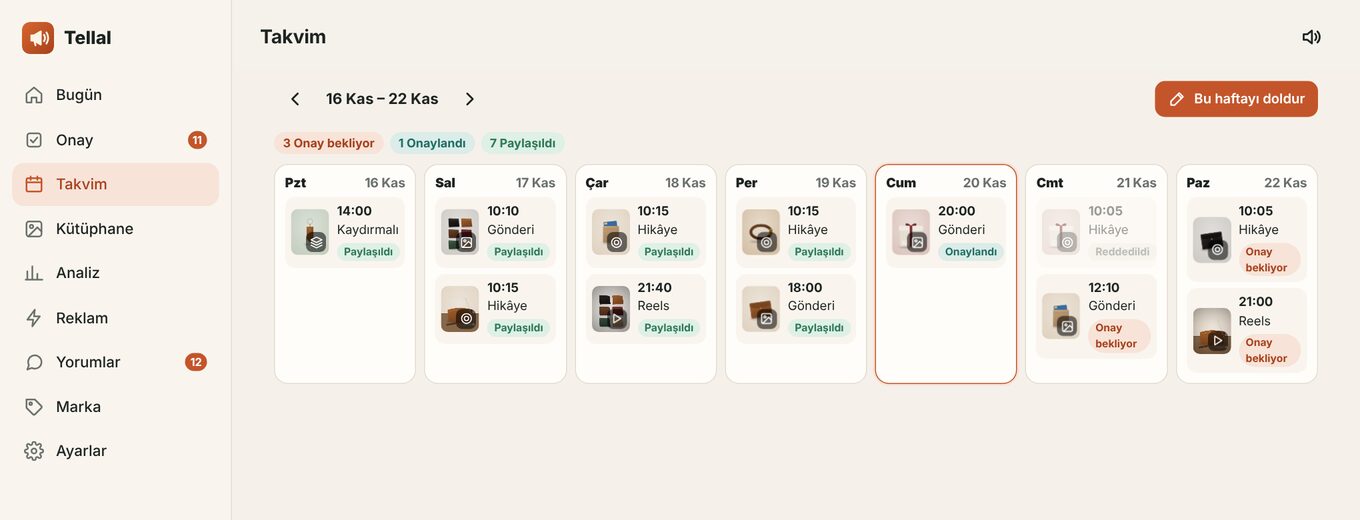 Tellal
Takvim
Bugün
Onay 11
Takvim
Kütüphane
Analiz
Reklam
Yorumlar 12
Marka
Ayarlar
16 Kas – 22 Kas
Bu haftayı doldur
3 Onay bekliyor 1 Onaylandı 7 Paylaşıldı
Pzt 16 Kas
14:00
Kaydırmalı
Paylaşıldı
Sal 17 Kas
10:10
Gönderi
Paylaşıldı
10:15
Hikâye
Paylaşıldı
Çar 18 Kas
10:15
Hikâye
Paylaşıldı
21:40
Reels
Paylaşıldı
Per 19 Kas
10:15
Hikâye
Paylaşıldı
18:00
Gönderi
Paylaşıldı
Cum 20 Kas
20:00
Gönderi
Onaylandı
Cmt 21 Kas
10:05
Hikâye
Reddedildi
12:10
Gönderi
Onay
bekliyor
Paz 22 Kas
10:05
Hikâye
Onay
bekliyor
21:00
Reels
Onay
bekliyor